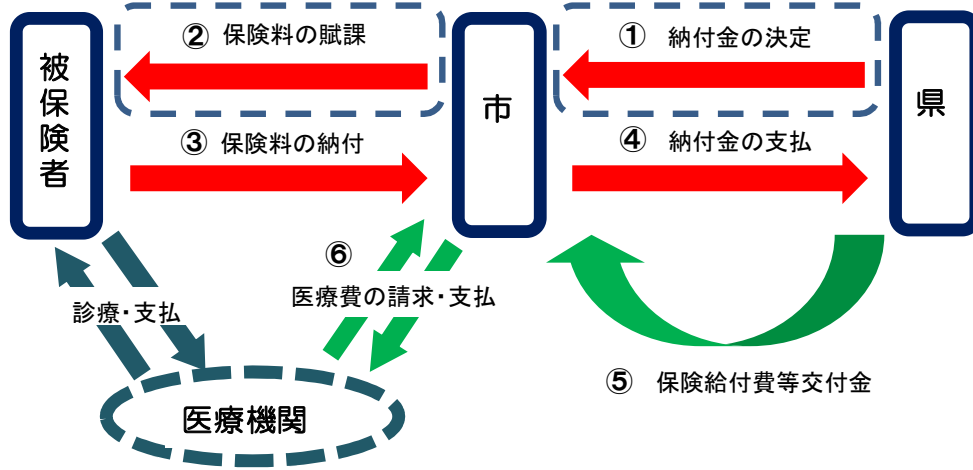 ② 保険料の賦課
① 納付金の決定
被保険者
市
県
③ 保険料の納付
④ 納付金の支払
⑥
医療費の請求・支払
診療・支払
⑤ 保険給付費等交付金
医療機関